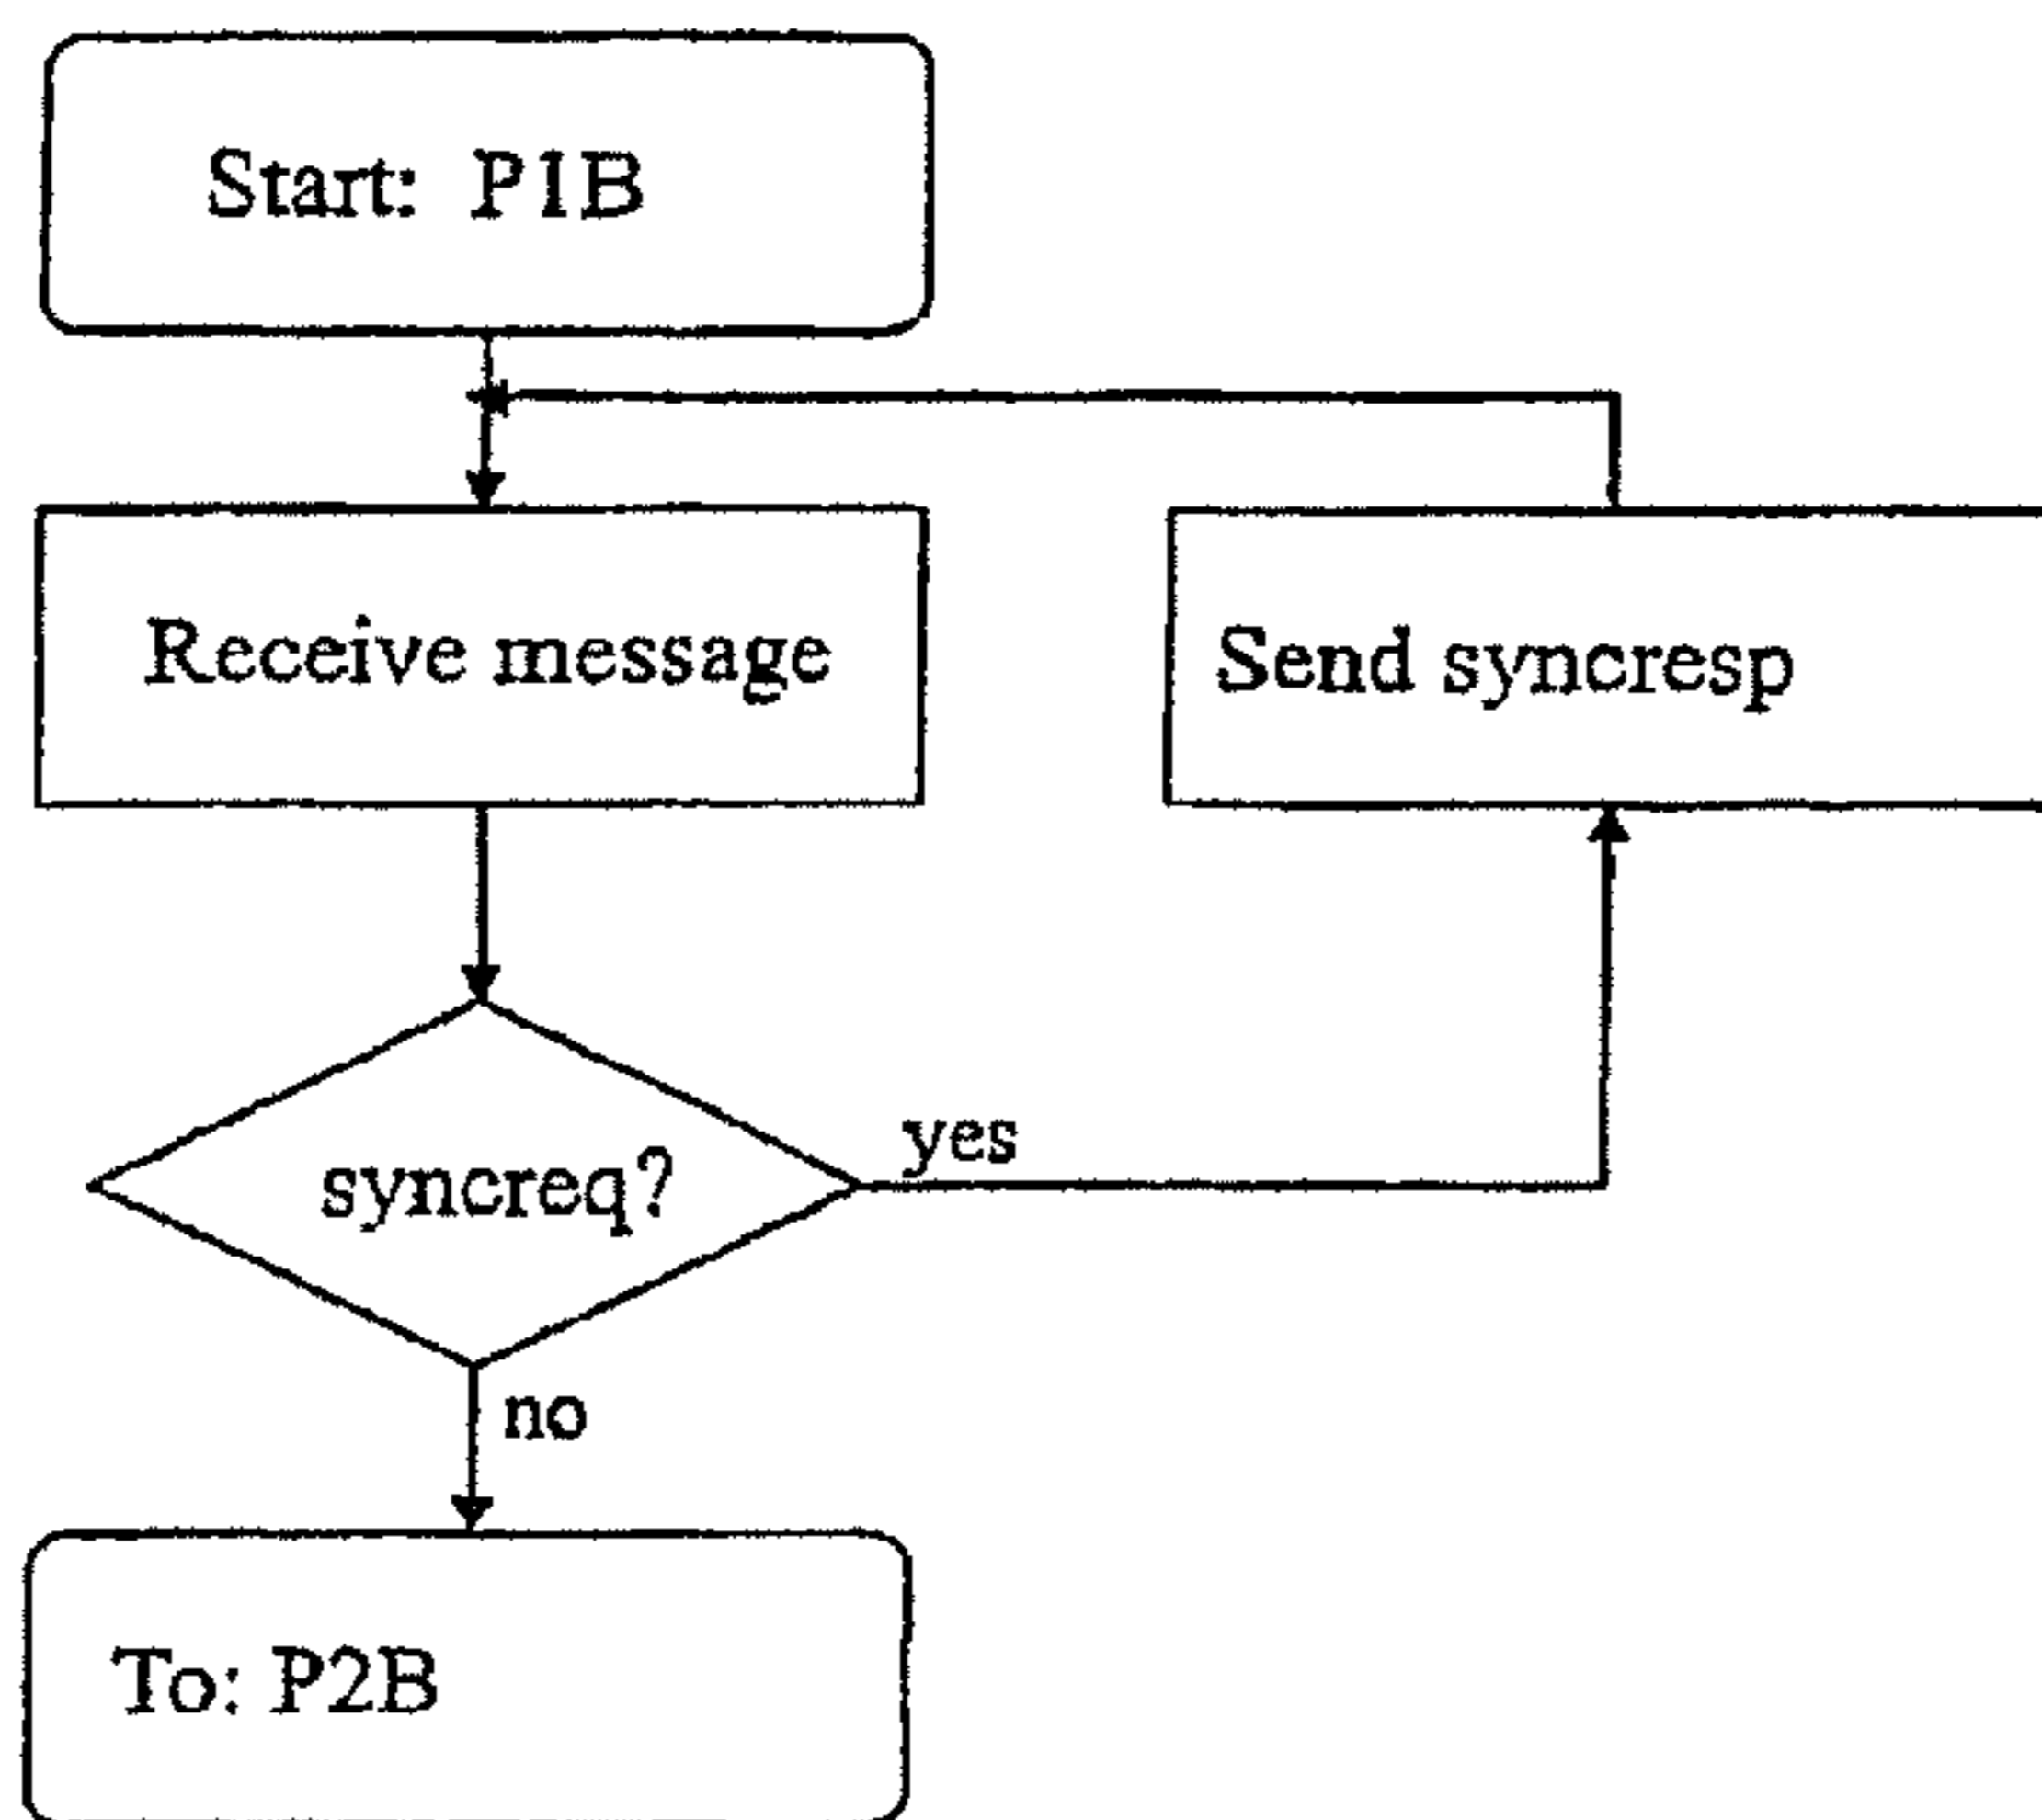 Start: P1B
Receive message
Send syncresp
syncreq?
yes
no
To: P2B